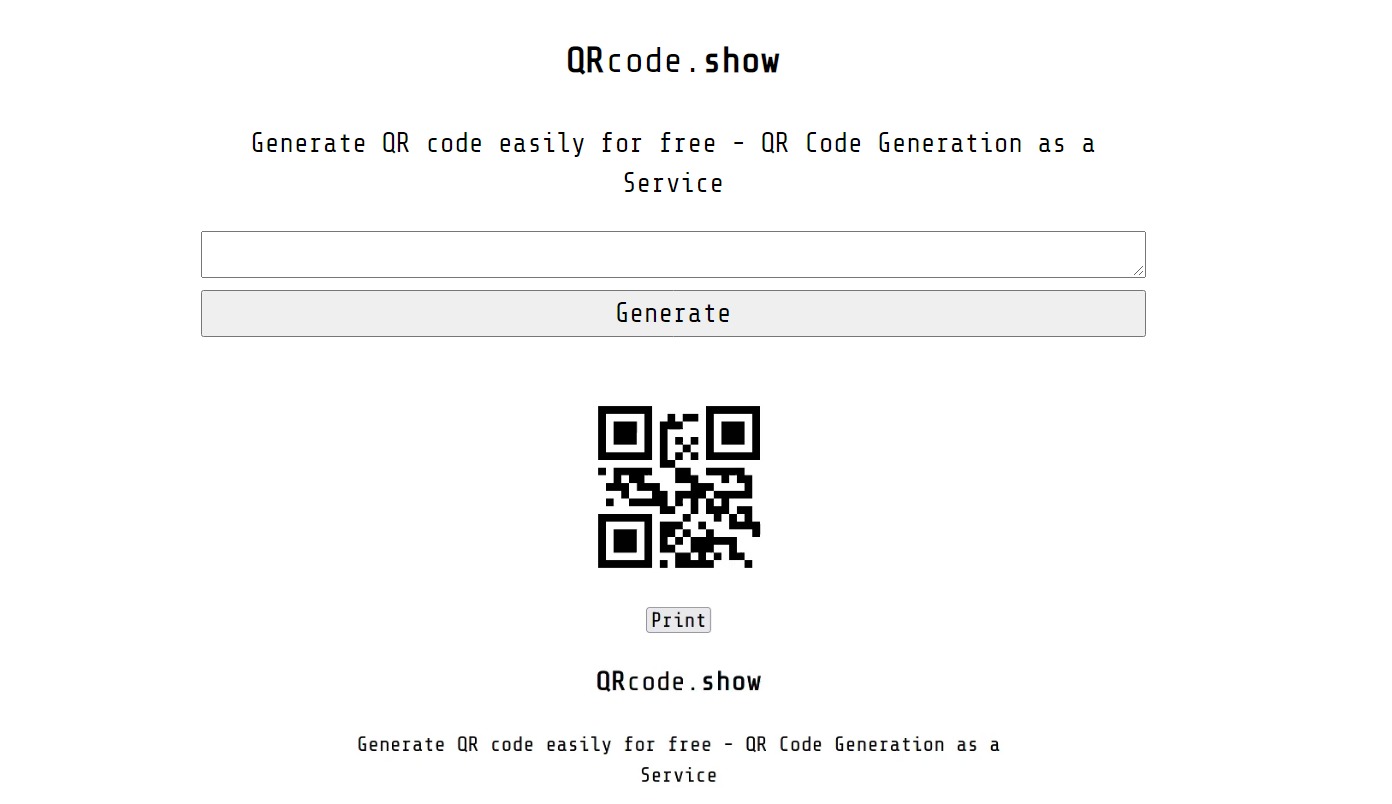 QRcode.show
Generate QR code easily for free - QR Code Generation as a
Service
Generate
Print
QRcode.show
Generate QR code easily for free - QR Code Generation as a
Service